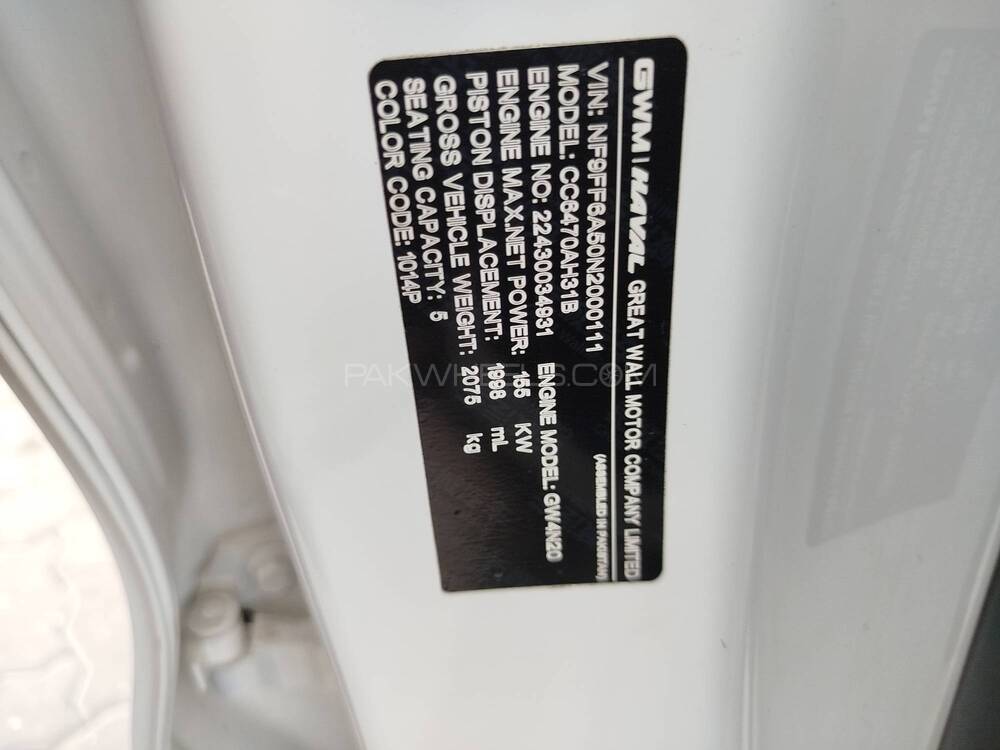 GWM | HAVAL GREAT WALL MOTOR COMPANY LIMITED
(ASSEMBLED IN PAKISTAN)
VIN: NF9FF6A50N2000111
MODEL: CC6470AH31B
ENGINE NO: 22430034931 ENGINE MODEL: GW4N20
ENGINE MAX.NET POWER: 155 KW
PISTON DISPLACEMENT: 1998 mL
GROSS VEHICLE WEIGHT: 2075 kg
SEATING CAPACITY: 5
COLOR CODE: 1014P
PAKWHEELS.COM